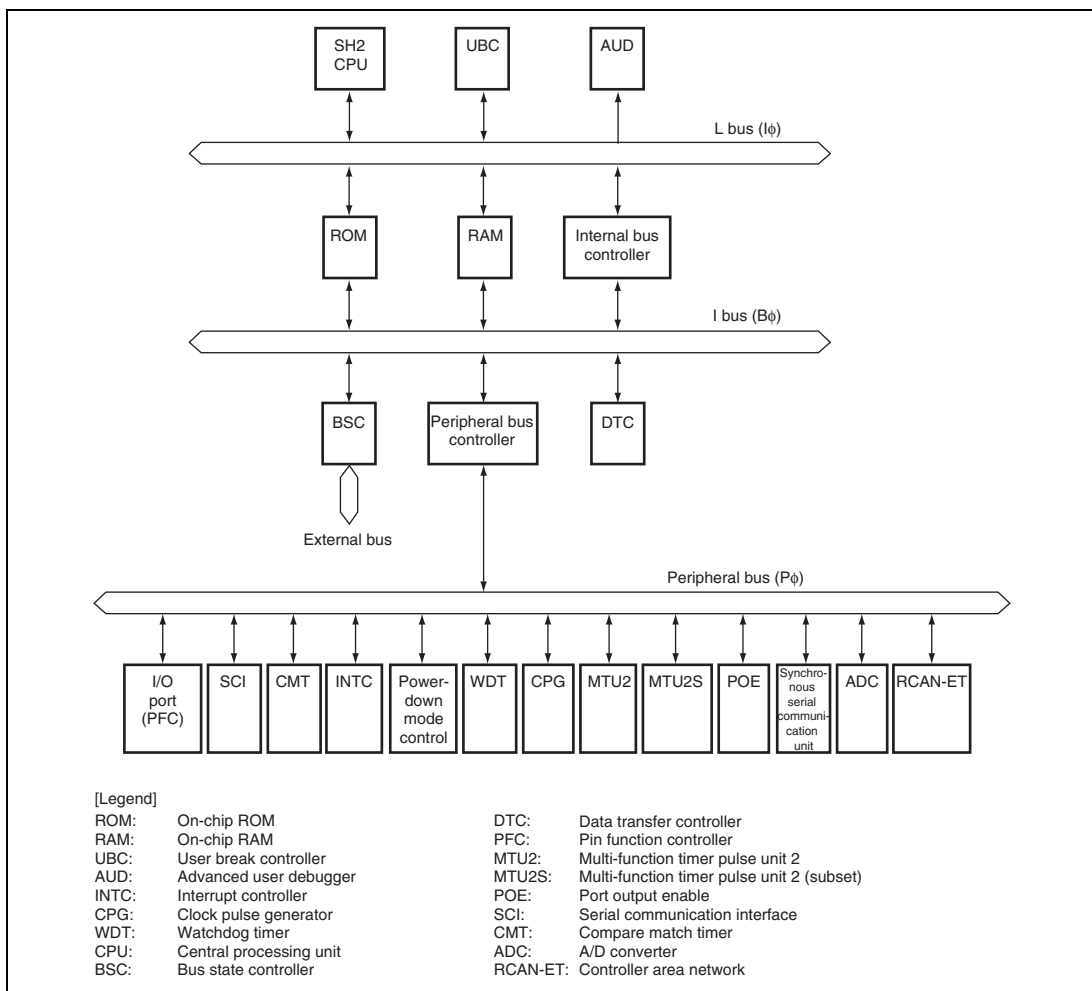 SH2
CPU
UBC
AUD
L bus (Iϕ)
ROM
RAM
Internal bus
controller
I bus (Bϕ)
BSC
Peripheral bus
controller
DTC
External bus
Peripheral bus (Pϕ)
I/O
port
(PFC)
SCI
CMT
INTC
Power-
down
mode
control
WDT
CPG
MTU2
MTU2S
POE
Synchro-
nous
serial
communi-
cation
unit
ADC
RCAN-ET
[Legend]
ROM: On-chip ROM
RAM: On-chip RAM
UBC: User break controller
AUD: Advanced user debugger
INTC: Interrupt controller
CPG: Clock pulse generator
WDT: Watchdog timer
CPU: Central processing unit
BSC: Bus state controller
DTC: Data transfer controller
PFC: Pin function controller
MTU2: Multi-function timer pulse unit 2
MTU2S: Multi-function timer pulse unit 2 (subset)
POE: Port output enable
SCI: Serial communication interface
CMT: Compare match timer
ADC: A/D converter
RCAN-ET: Controller area network